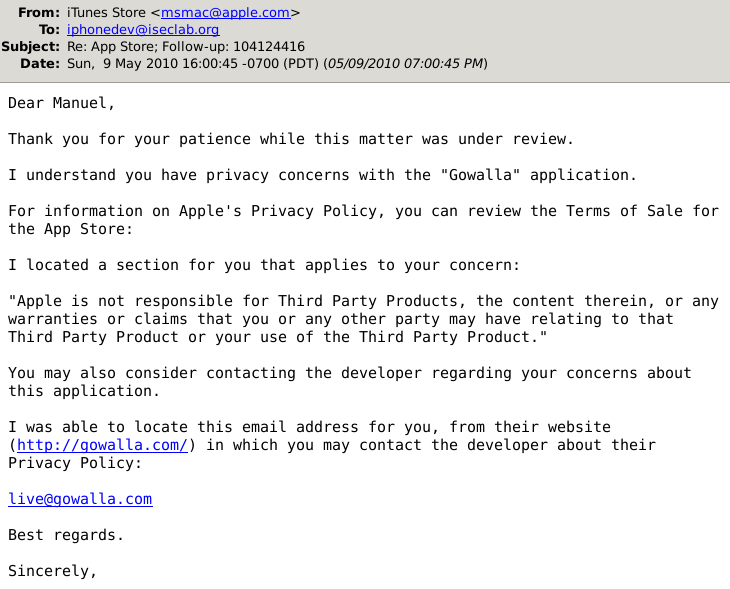 From: iTunes Store <msmac@apple.com>
To: iphonedev@iseclab.org
Subject: Re: App Store; Follow-up: 104124416
Date: Sun,  9 May 2010 16:00:45 -0700 (PDT) (05/09/2010 07:00:45 PM)
Dear Manuel,
Thank you for your patience while this matter was under review.
I understand you have privacy concerns with the "Gowalla" application.
For information on Apple's Privacy Policy, you can review the Terms of Sale for
the App Store:
I located a section for you that applies to your concern:
"Apple is not responsible for Third Party Products, the content therein, or any
warranties or claims that you or any other party may have relating to that
Third Party Product or your use of the Third Party Product."
You may also consider contacting the developer regarding your concerns about
this application.
I was able to locate this email address for you, from their website
(http://gowalla.com/) in which you may contact the developer about their
Privacy Policy:
live@gowalla.com
Best regards.
Sincerely,